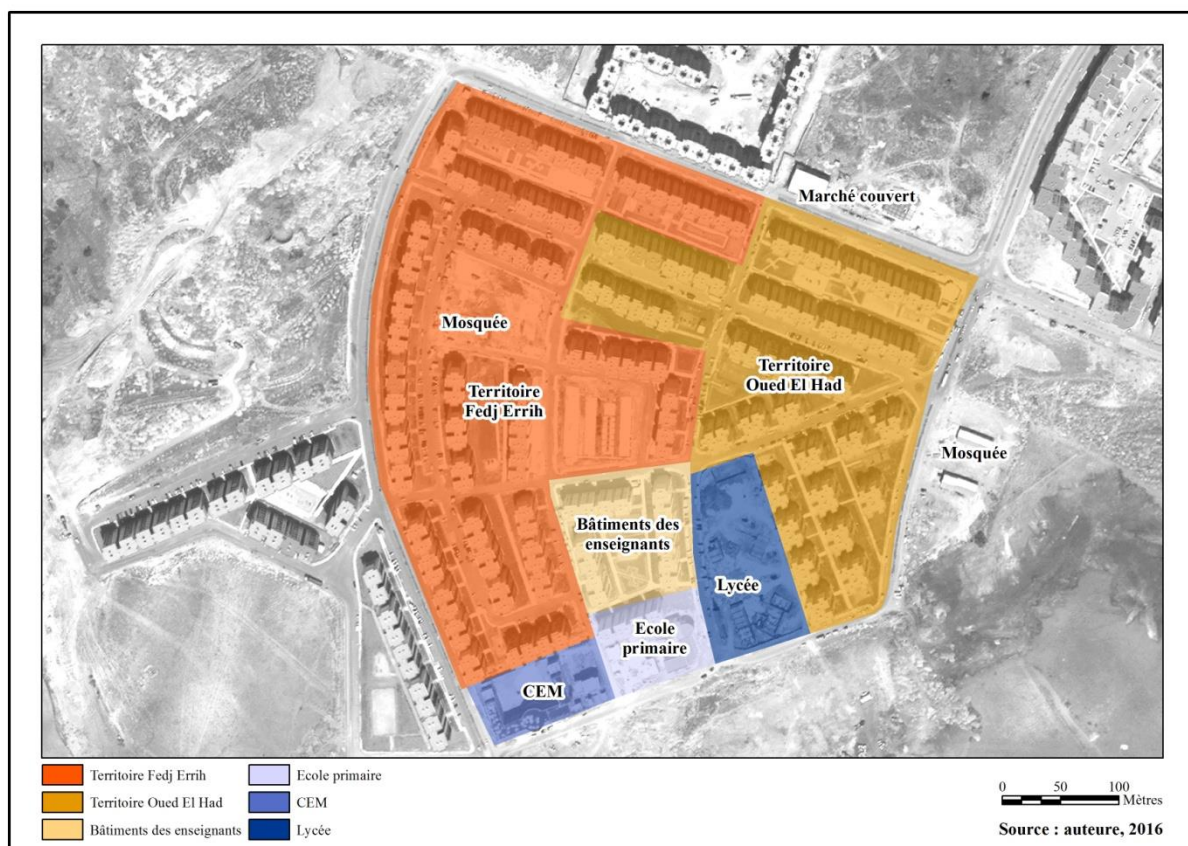 Marché couvert
Mosquée
Territoire
Fedj Errih
Territoire
Oued El Had
Mosquée
Bâtiments des
enseignants
Lycée
Ecole
primaire
CEM
Territoire Fedj Errih
Territoire Oued El Had
Bâtiments des enseignants
Ecole primaire
CEM
Lycée
0 50 100
Mètres
Source : auteure, 2016